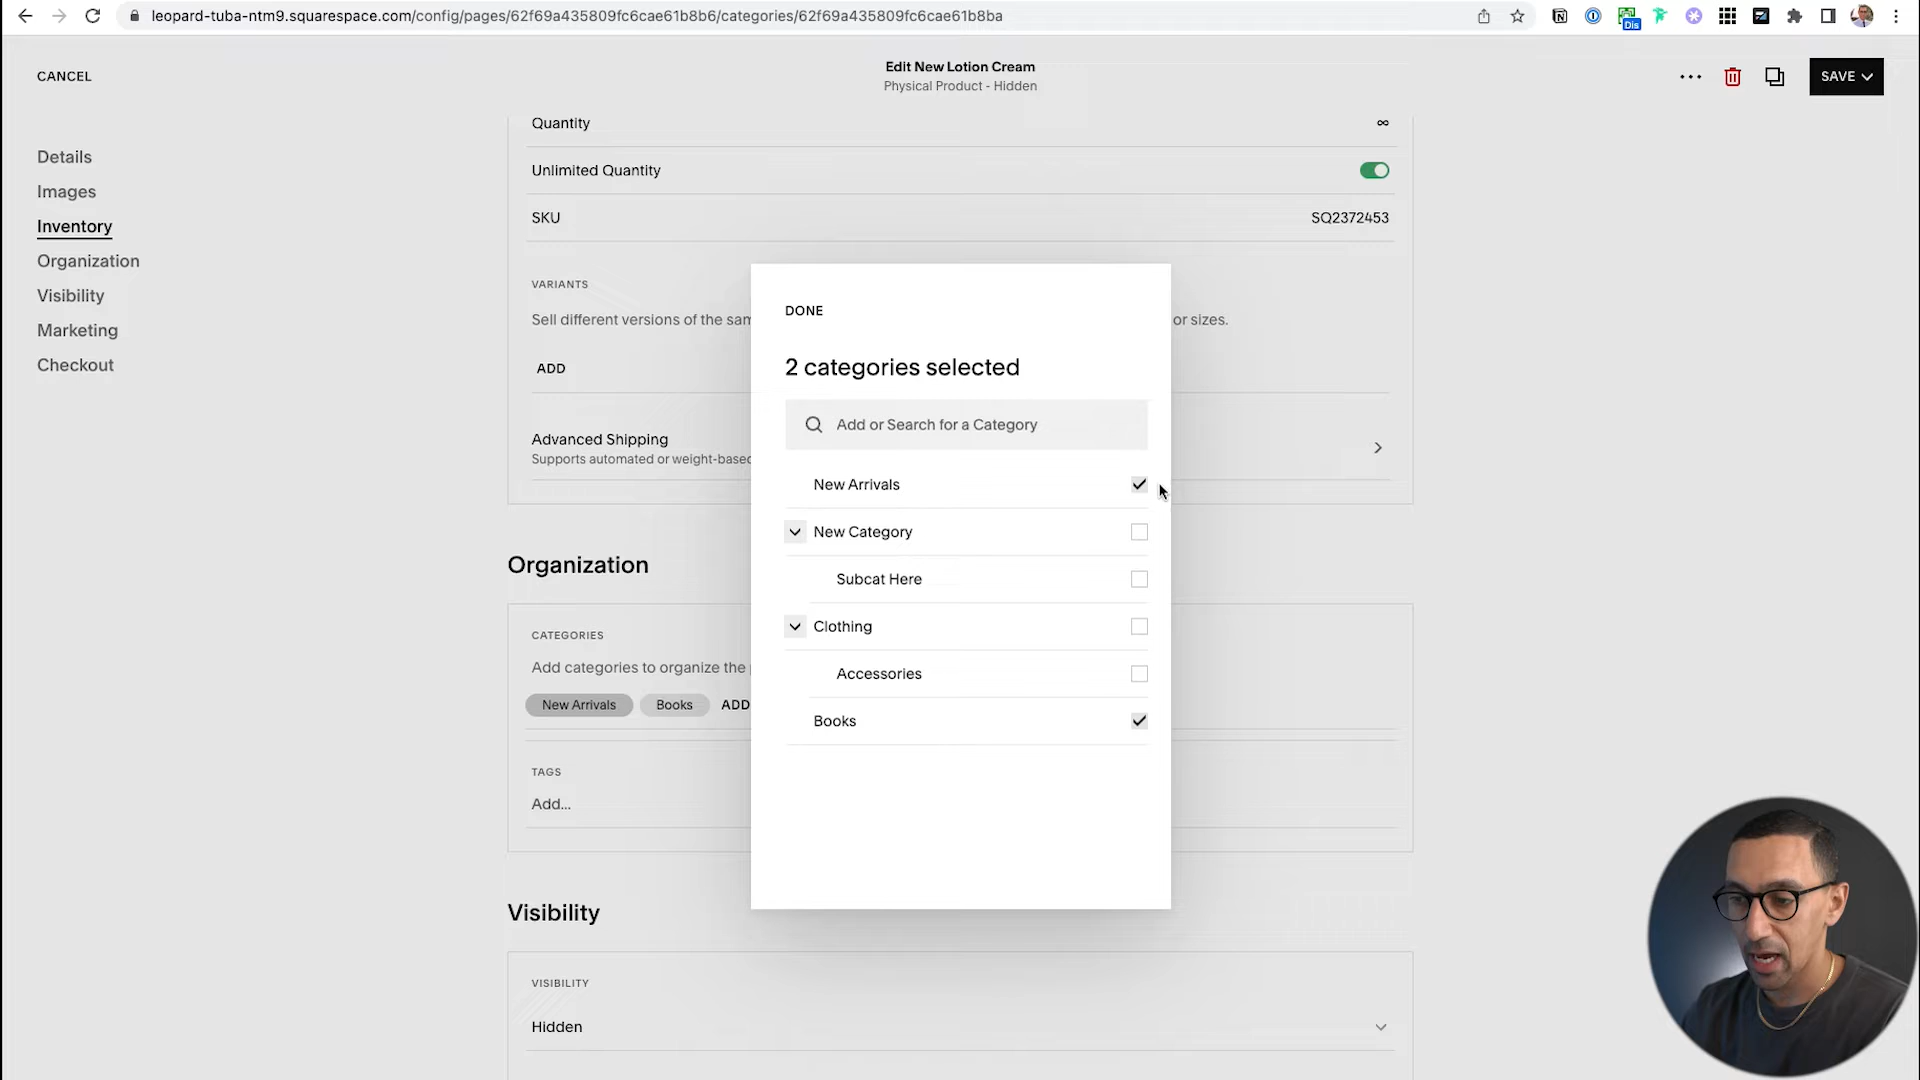 leopard-tuba-ntm9.squarespace.com/config/pages/62f69a435809fc6cae61b8b6/categories/62f69a435809fc6cae61b8ba
Dis
CANCEL
Edit New Lotion Cream
Physical Product - Hidden
SAVE
Details
Images
Inventory
Organization
Visibility
Marketing
Checkout
Quantity ∞
Unlimited Quantity
SKU SQ2372453
VARIANTS
Sell different versions of the sam or sizes.
ADD
Advanced Shipping
Supports automated or weight-based
DONE
2 categories selected
Add or Search for a Category
New Arrivals
New Category
Subcat Here
Clothing
Accessories
Books
Organization
CATEGORIES
Add categories to organize the
New Arrivals Books ADD
TAGS
Add...
Visibility
VISIBILITY
Hidden